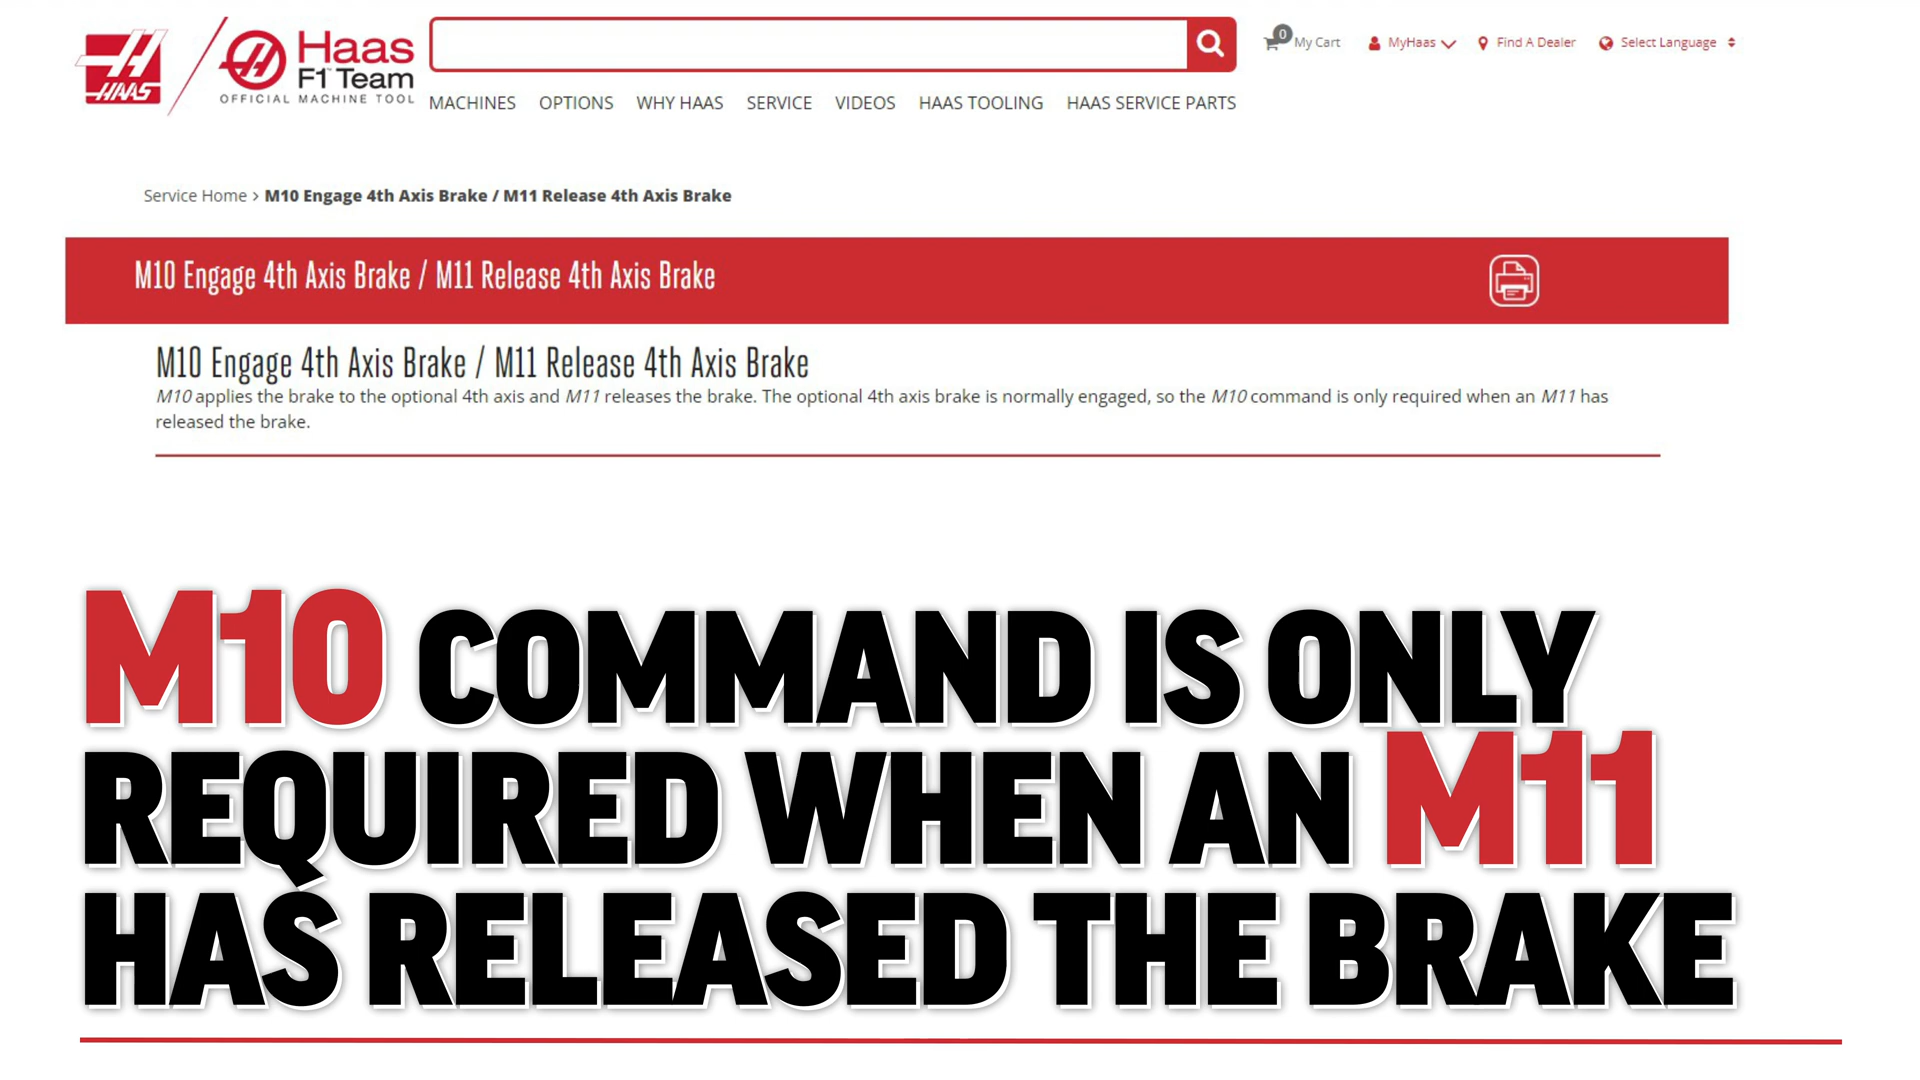 HAAS
Haas
F1 Team
OFFICIAL MACHINE TOOL
0
My Cart
MyHaas
Find A Dealer
Select Language
MACHINES OPTIONS WHY HAAS SERVICE VIDEOS HAAS TOOLING HAAS SERVICE PARTS
Service Home > M10 Engage 4th Axis Brake / M11 Release 4th Axis Brake
M10 Engage 4th Axis Brake / M11 Release 4th Axis Brake
M10 Engage 4th Axis Brake / M11 Release 4th Axis Brake
M10 applies the brake to the optional 4th axis and M11 releases the brake. The optional 4th axis brake is normally engaged, so the M10 command is only required when an M11 has
released the brake.
M10 COMMAND IS ONLY
REQUIRED WHEN AN M11
HAS RELEASED THE BRAKE